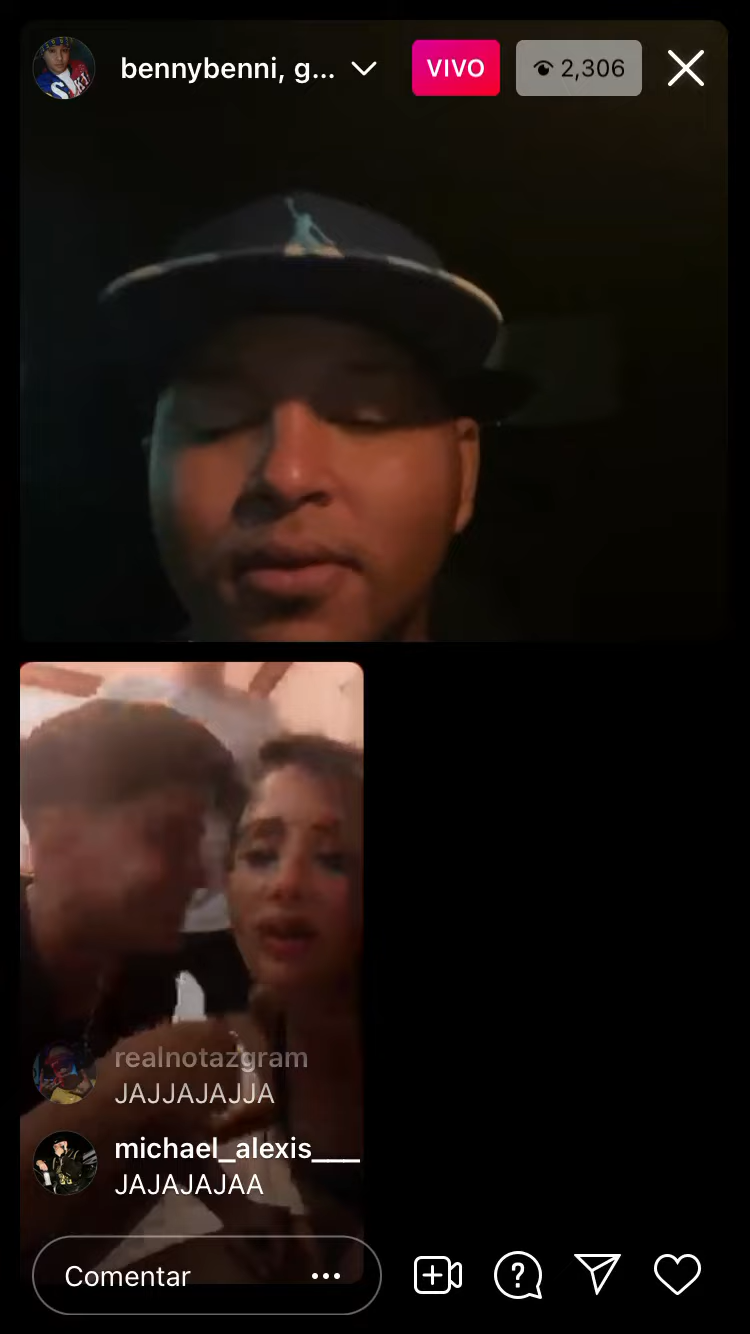 bennybenni, g...
VIVO
2,306
realnotazgram
JAJJAJAJJA
michael_alexis___
JAJAJAJAA
Comentar